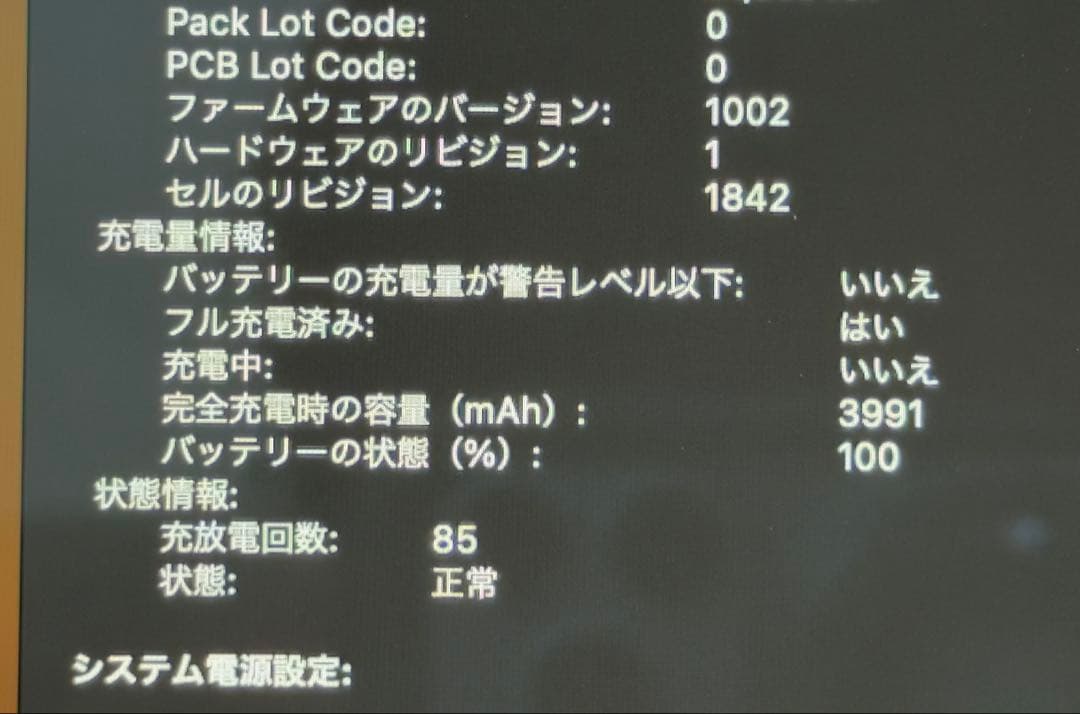 Pack Lot Code: 0
PCB Lot Code: 0
ファームウェアのバージョン: 1002
ハードウェアのリビジョン: 1
セルのリビジョン: 1842
充電量情報:
バッテリーの充電量が警告レベル以下: いいえ
フル充電済み: はい
充電中: いいえ
完全充電時の容量（mAh）: 3991
バッテリーの状態（%）: 100
状態情報:
充放電回数: 85
状態: 正常
システム電源設定: